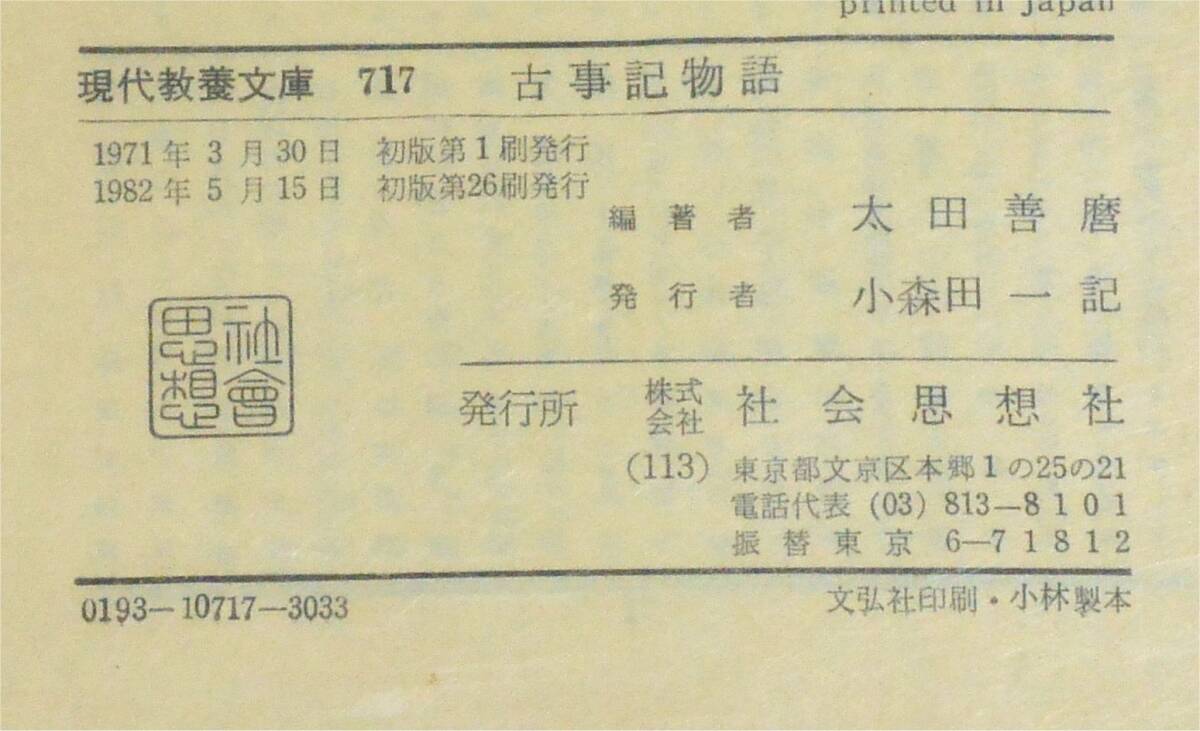 printed in Japan
現代教養文庫 717 古事記物語
1971年 3 月 30日 初版第 1 刷発行
1982年 5 月 15日 初版第26刷発行
編著者 太田善麿
発行者 小森田一記
社會
思想
発行所 株式会社 社会思想社
(113) 東京都文京区本郷1の25の21
電話代表 (03) 813—8101
振替東京 6—71812
0193—10717—3033
文弘社印刷・小林製本